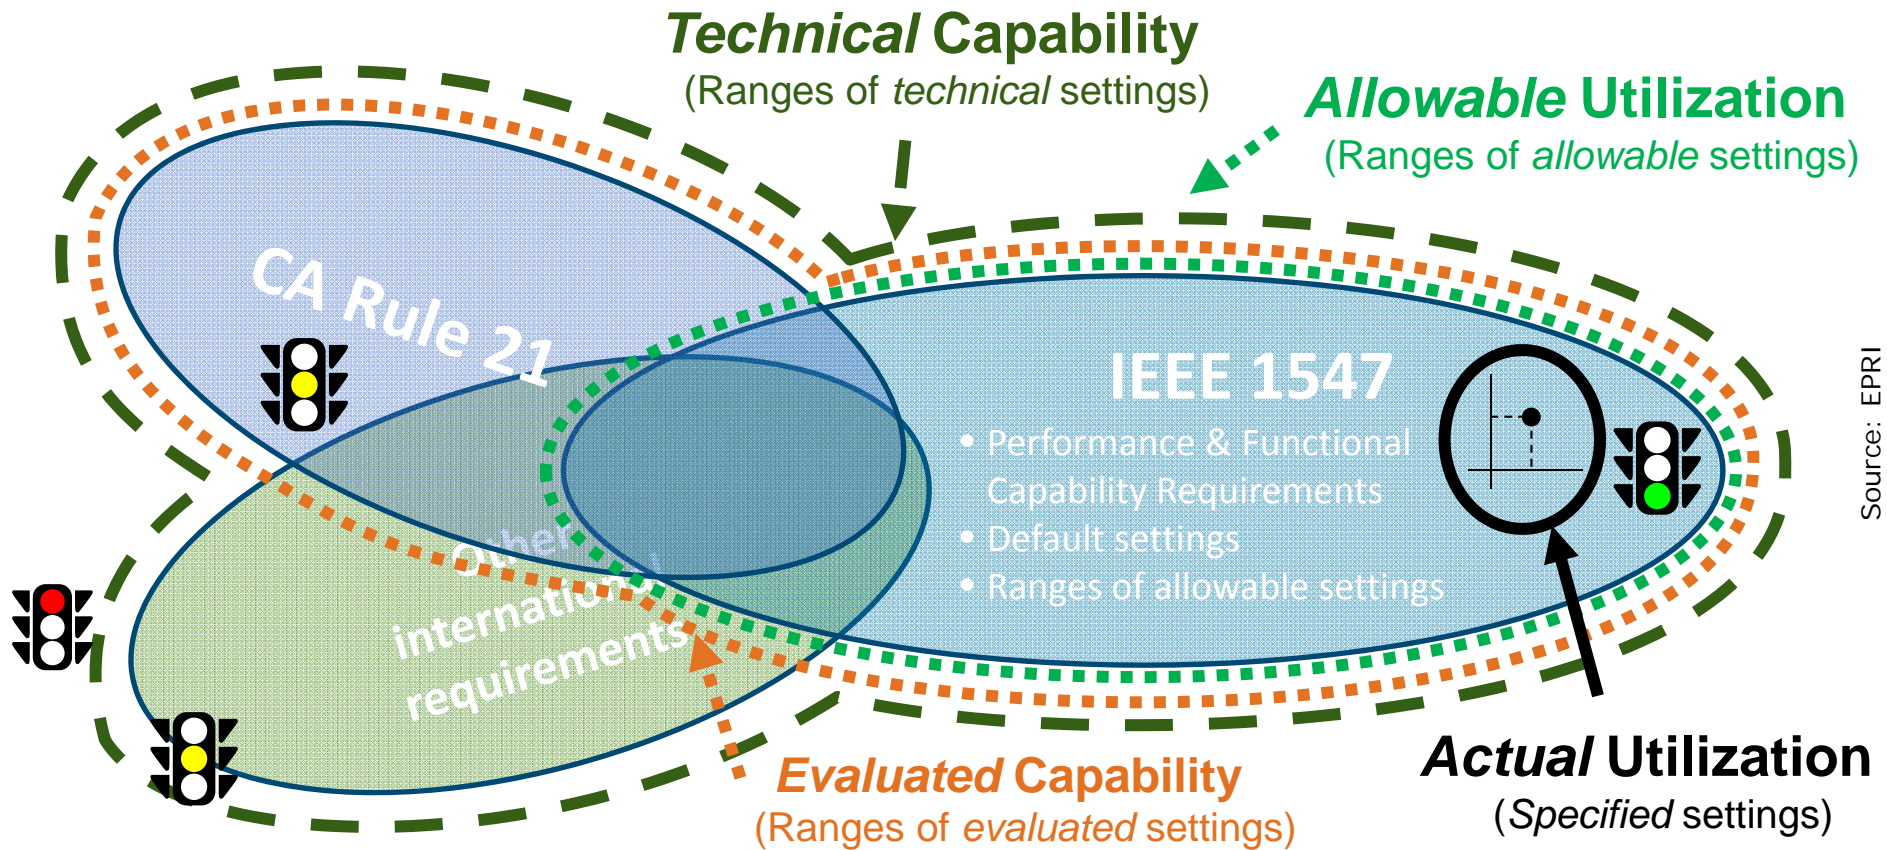 Technical Capability
(Ranges of technical settings)
Allowable Utilization
(Ranges of allowable settings)
CA Rule 21
IEEE 1547
• Performance & Functional
Capability Requirements
• Default settings
• Ranges of allowable settings
Other
international
requirements
Source: EPRI
Evaluated Capability
(Ranges of evaluated settings)
Actual Utilization
(Specified settings)